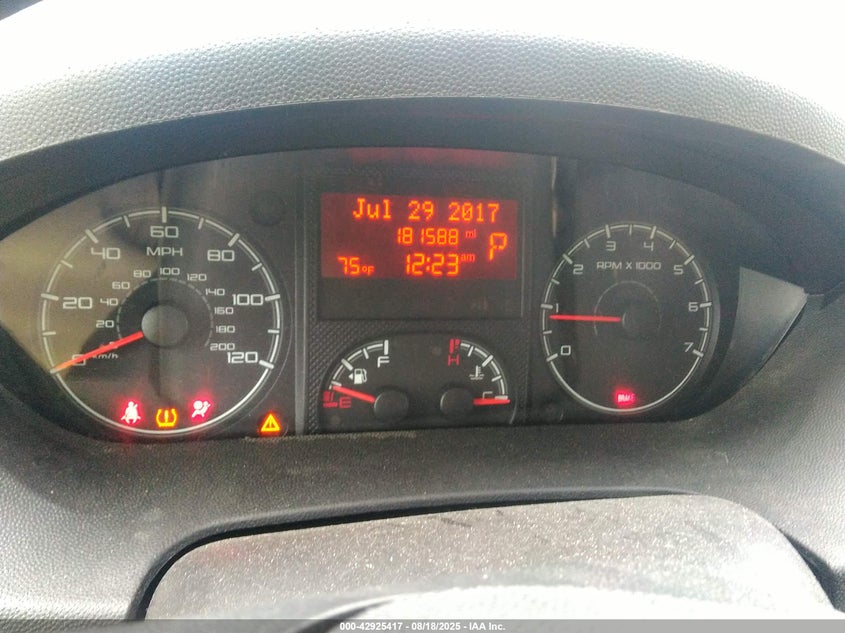 Jul 29 2017
181588 mi
P
75°F 12:23 am
MPH
0 20 40 60 80 100 120
20 40 60 80 100 120 140 160 180 200
km/h
F
E
H
C
RPM X 1000
0 1 2 3 4 5 6 7
BRAKE
000-42925417 - 08/18/2025 - IAA Inc.